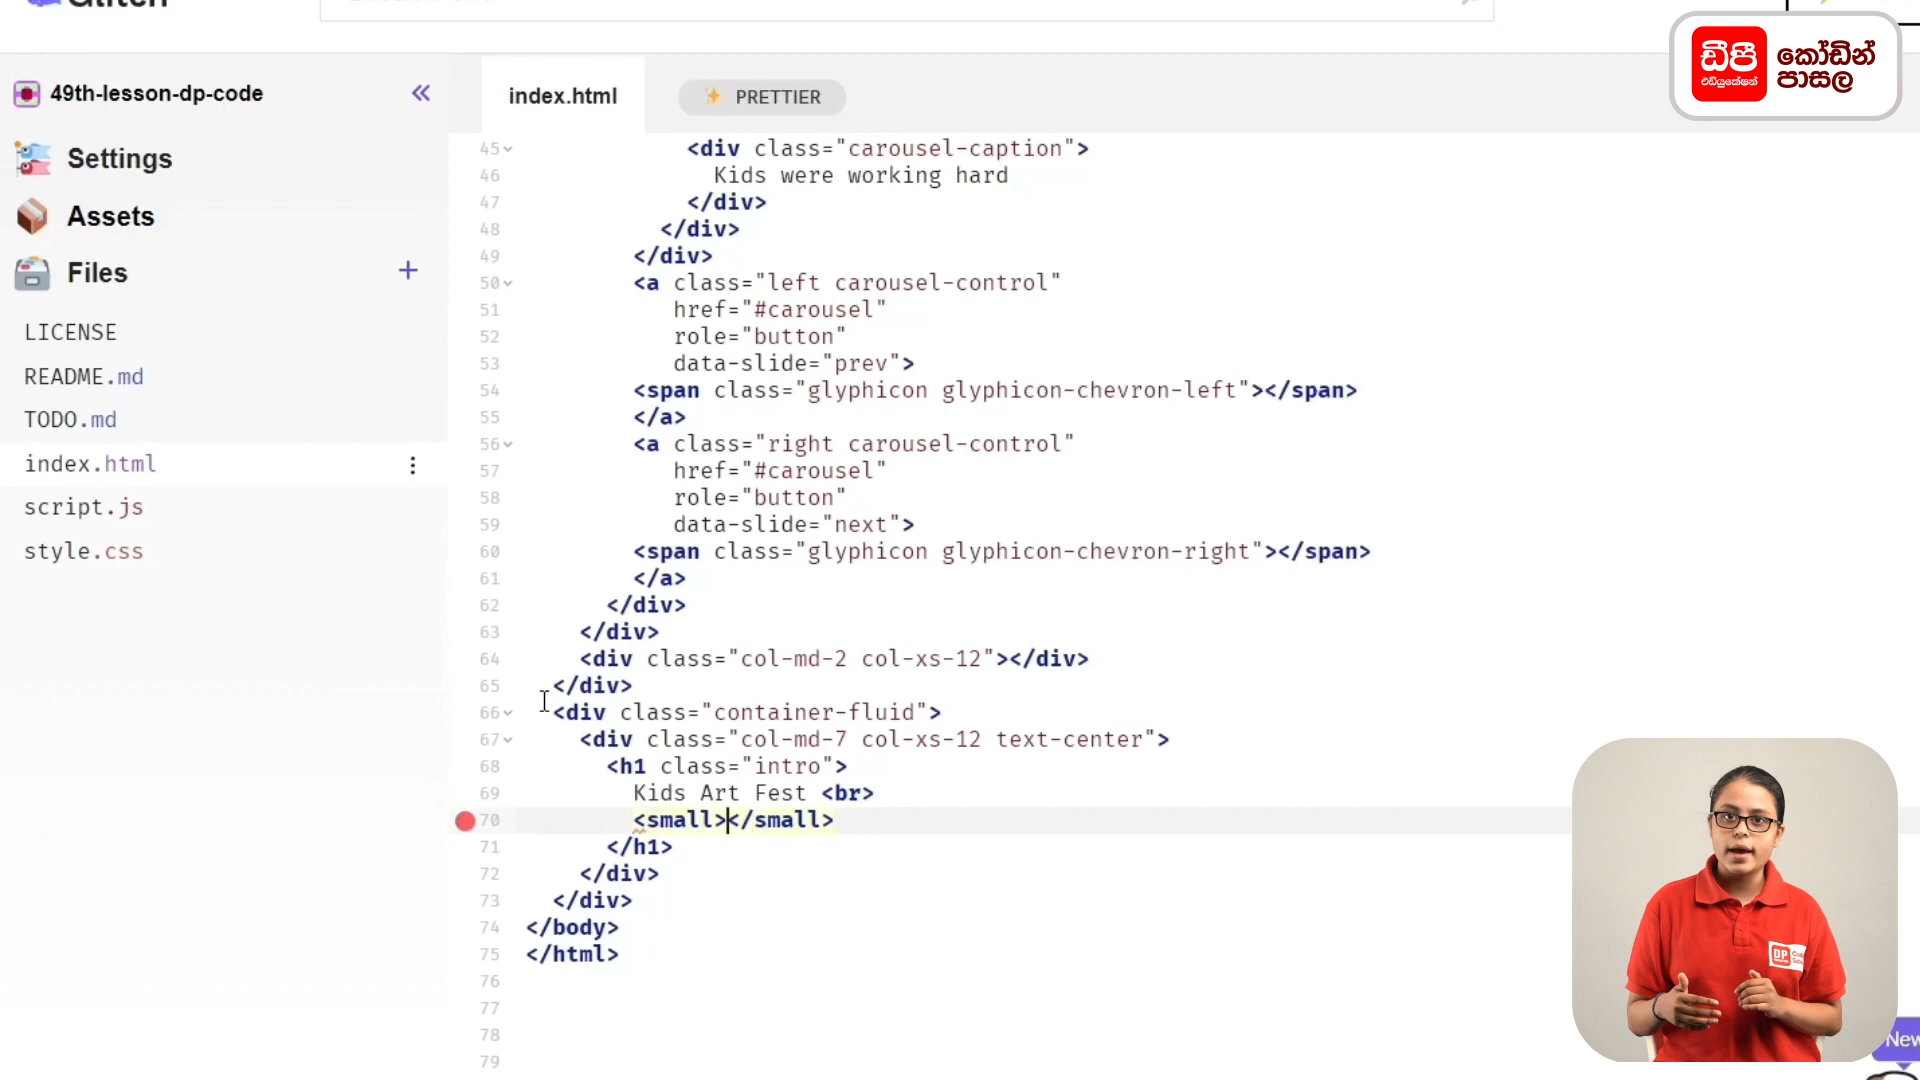 Glitch
ඩීපී
එඩියුකේෂන්
කෝඩින්
පාසල
49th-lesson-dp-code
Settings
Assets
Files
LICENSE
README.md
TODO.md
index.html
script.js
style.css
index.html
PRETTIER
45 <div class="carousel-caption">
46 Kids were working hard
47 </div>
48 </div>
49 </div>
50 <a class="left carousel-control"
51 href="#carousel"
52 role="button"
53 data-slide="prev">
54 <span class="glyphicon glyphicon-chevron-left"></span>
55 </a>
56 <a class="right carousel-control"
57 href="#carousel"
58 role="button"
59 data-slide="next">
60 <span class="glyphicon glyphicon-chevron-right"></span>
61 </a>
62 </div>
63 </div>
64 <div class="col-md-2 col-xs-12"></div>
65 </div>
66 <div class="container-fluid">
67 <div class="col-md-7 col-xs-12 text-center">
68 <h1 class="intro">
69 Kids Art Fest <br>
70 <small></small>
71 </h1>
72 </div>
73 </div>
74 </body>
75 </html>
76
77
78
79
DP
New